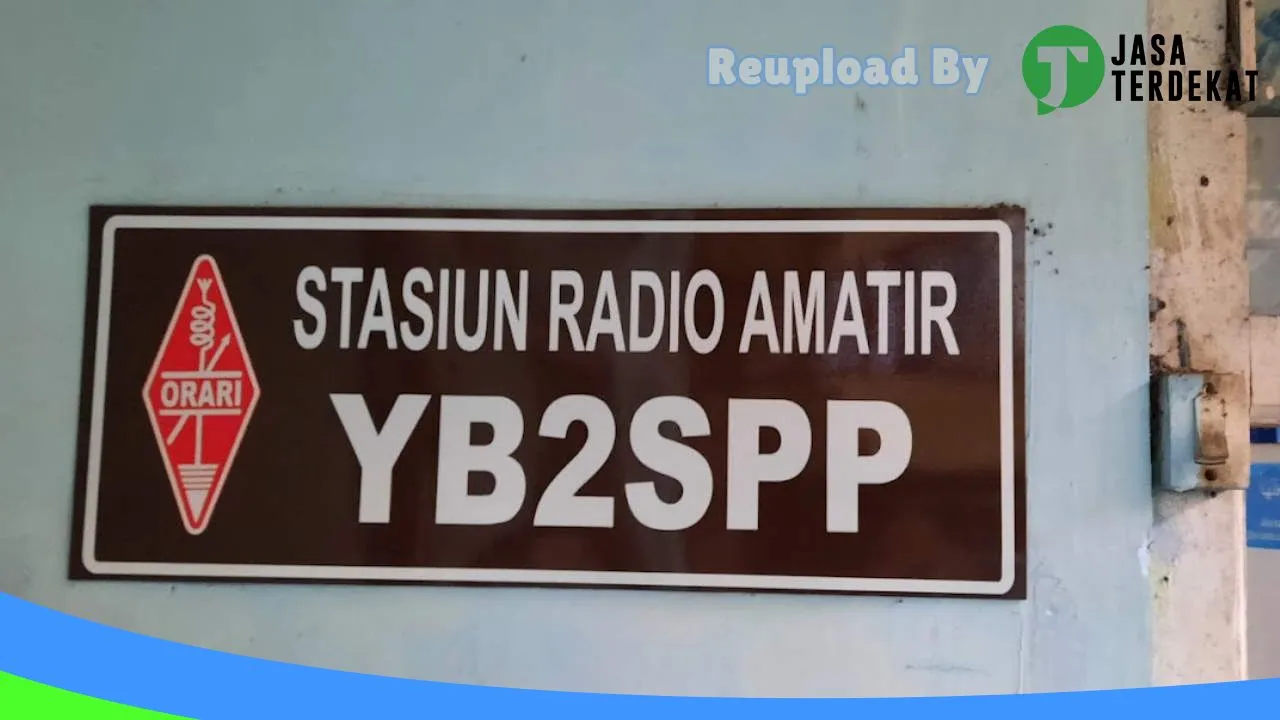 Reupload By
JASA
TERDEKAT
STASIUN RADIO AMATIR
ORARI
YB2SPP